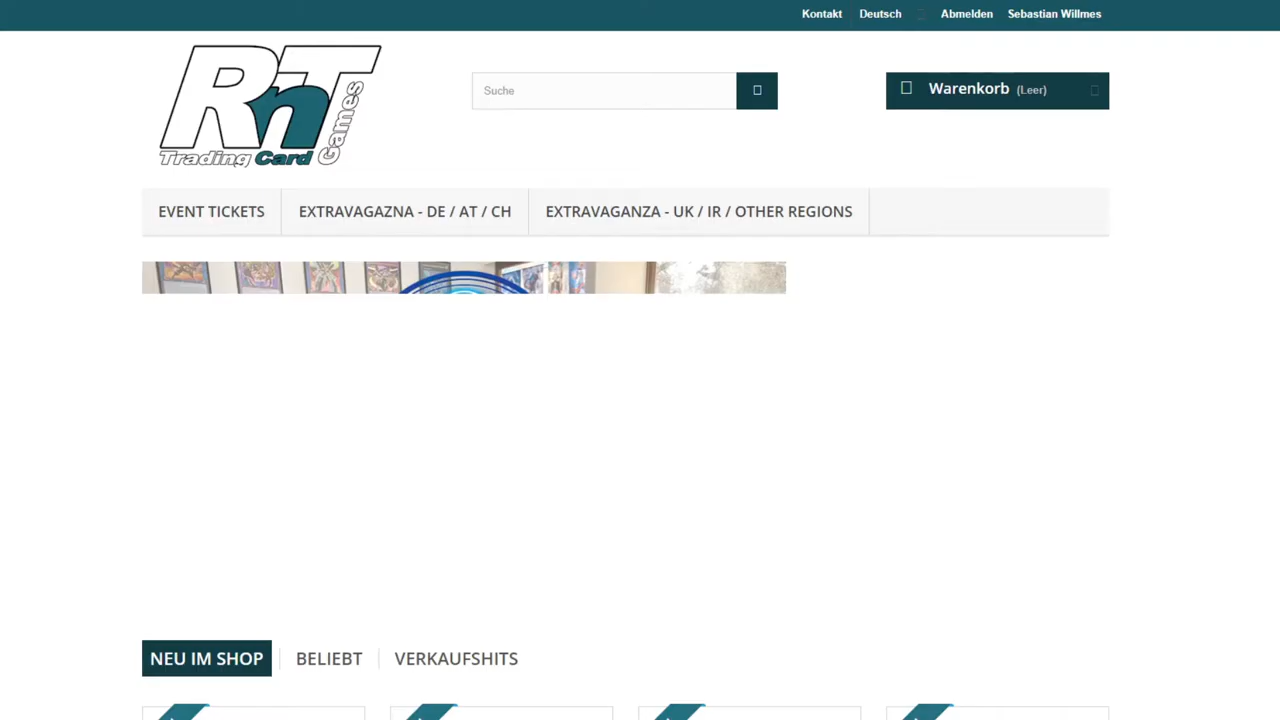 Kontakt Deutsch Abmelden Sebastian Willmes
RnT
Trading Card Games
Suche
Warenkorb (Leer)
EVENT TICKETS
EXTRAVAGAZNA - DE / AT / CH
EXTRAVAGANZA - UK / IR / OTHER REGIONS
NEU IM SHOP
BELIEBT
VERKAUFSHITS